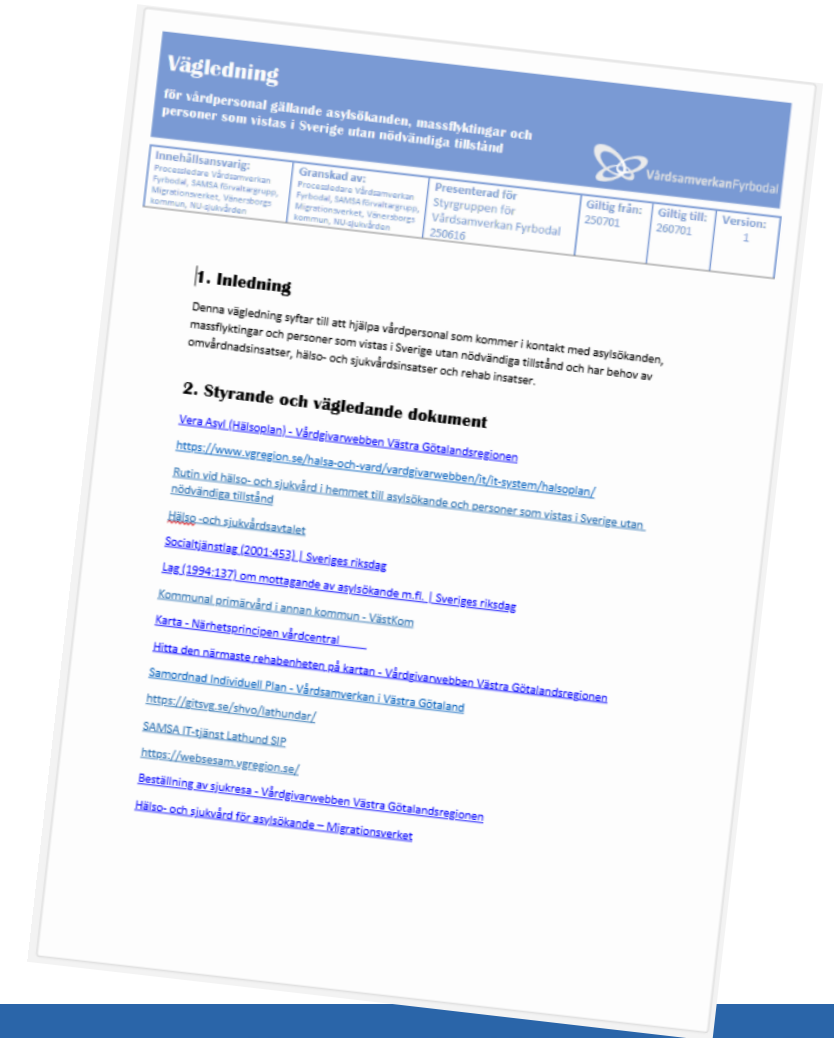 Vägledning
för vårdpersonal gällande asylsökanden, massflyktingar och
personer som vistas i Sverige utan nödvändiga tillstånd
VårdsamverkanFyrbodal
Innehållsansvarig:
Processledare Vårdsamverkan
Fyrbodal, SAMSA förvaltargrupp,
Migrationsverket, Vänersborgs
kommun, NU-sjukvården
Granskad av:
Processledare Vårdsamverkan
Fyrbodal, SAMSA förvaltargrupp,
Migrationsverket, Vänersborgs
kommun, NU-sjukvården
Presenterad för
Styrgruppen för
Vårdsamverkan Fyrbodal
250616
Giltig från:
250701
Giltig till:
260701
Version:
1
1. Inledning
Denna vägledning syftar till att hjälpa vårdpersonal som kommer i kontakt med asylsökanden,
massflyktingar och personer som vistas i Sverige utan nödvändiga tillstånd och har behov av
omvårdnadsinsatser, hälso- och sjukvårdsinsatser och rehab insatser.
2. Styrande och vägledande dokument
Vera Asyl (Hälsoplan) - Vårdgivarwebben Västra Götalandsregionen
https://www.vgregion.se/halsa-och-vard/vardgivarwebben/it/it-system/halsoplan/
Rutin vid hälso- och sjukvård i hemmet till asylsökande och personer som vistas i Sverige utan
nödvändiga tillstånd
Hälso -och sjukvårdsavtalet
Socialtjänstlag (2001:453) | Sveriges riksdag
Lag (1994:137) om mottagande av asylsökande m.fl. | Sveriges riksdag
Kommunal primärvård i annan kommun - VästKom
Karta - Närhetsprincipen vårdcentral
Hitta den närmaste rehabenheten på kartan - Vårdgivarwebben Västra Götalandsregionen
Samordnad Individuell Plan - Vårdsamverkan i Västra Götaland
https://gitsvg.se/shvo/lathundar/
SAMSA IT-tjänst Lathund SIP
https://websesam.vgregion.se/
Beställning av sjukresa - Vårdgivarwebben Västra Götalandsregionen
Hälso- och sjukvård för asylsökande – Migrationsverket